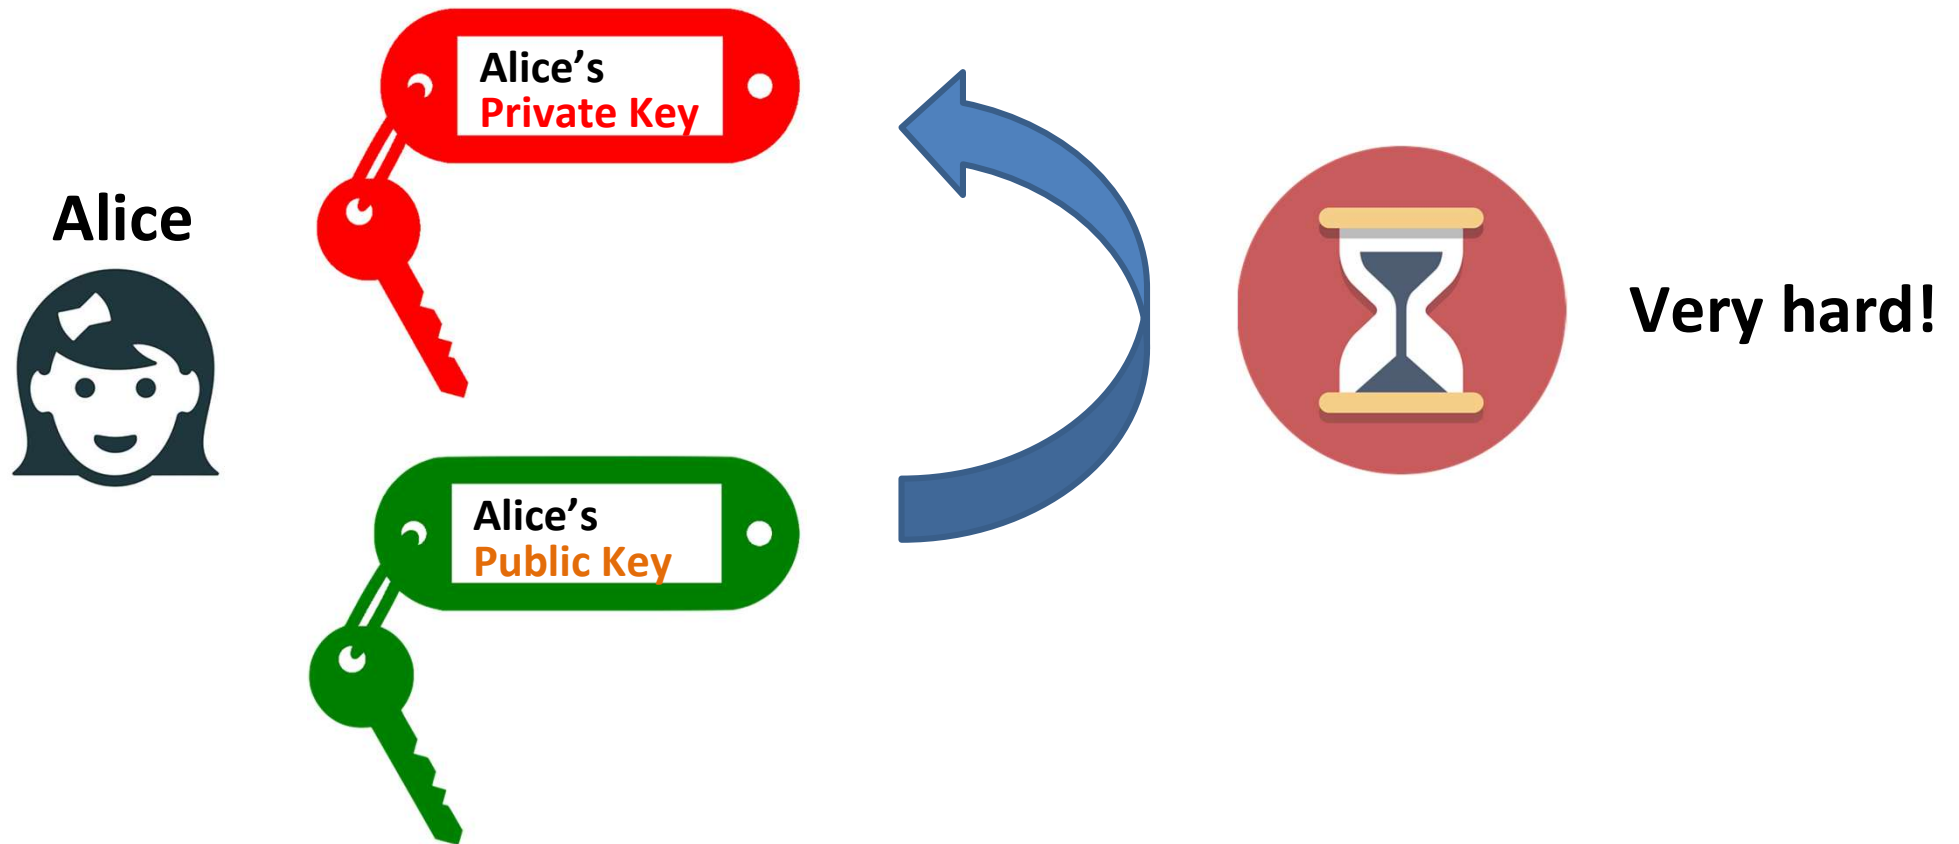 Alice
Alice’s
Private Key
Alice’s
Public Key
Very hard!